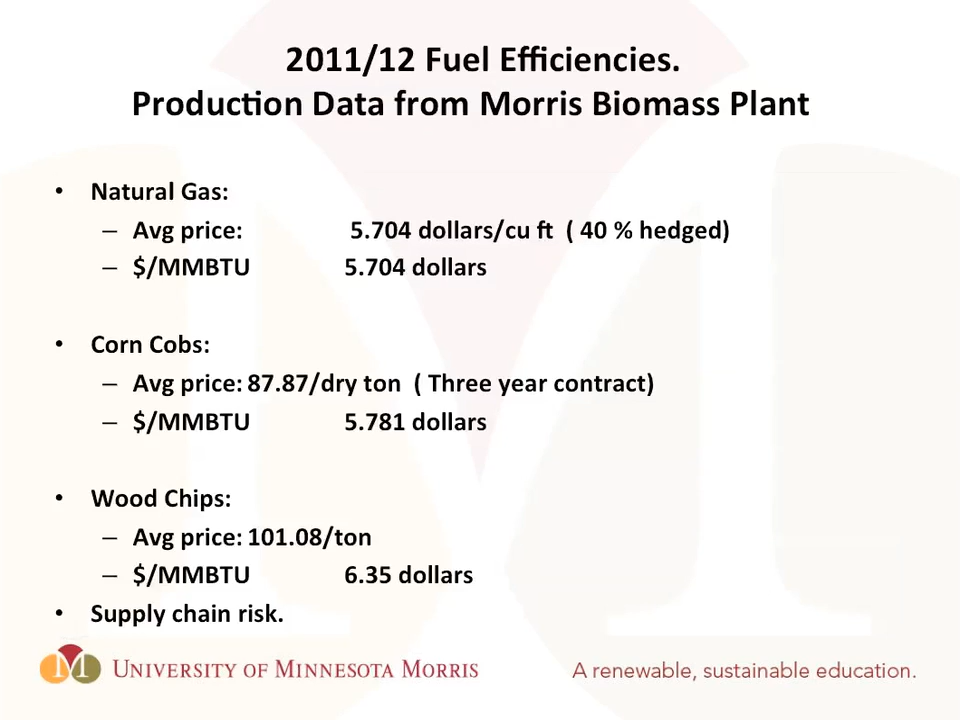 2011/12 Fuel Efficiencies.
Production Data from Morris Biomass Plant
• Natural Gas:
– Avg price: 5.704 dollars/cu ft ( 40 % hedged)
– $/MMBTU 5.704 dollars
• Corn Cobs:
– Avg price: 87.87/dry ton ( Three year contract)
– $/MMBTU 5.781 dollars
• Wood Chips:
– Avg price: 101.08/ton
– $/MMBTU 6.35 dollars
• Supply chain risk.
M UNIVERSITY OF MINNESOTA MORRIS
A renewable, sustainable education.